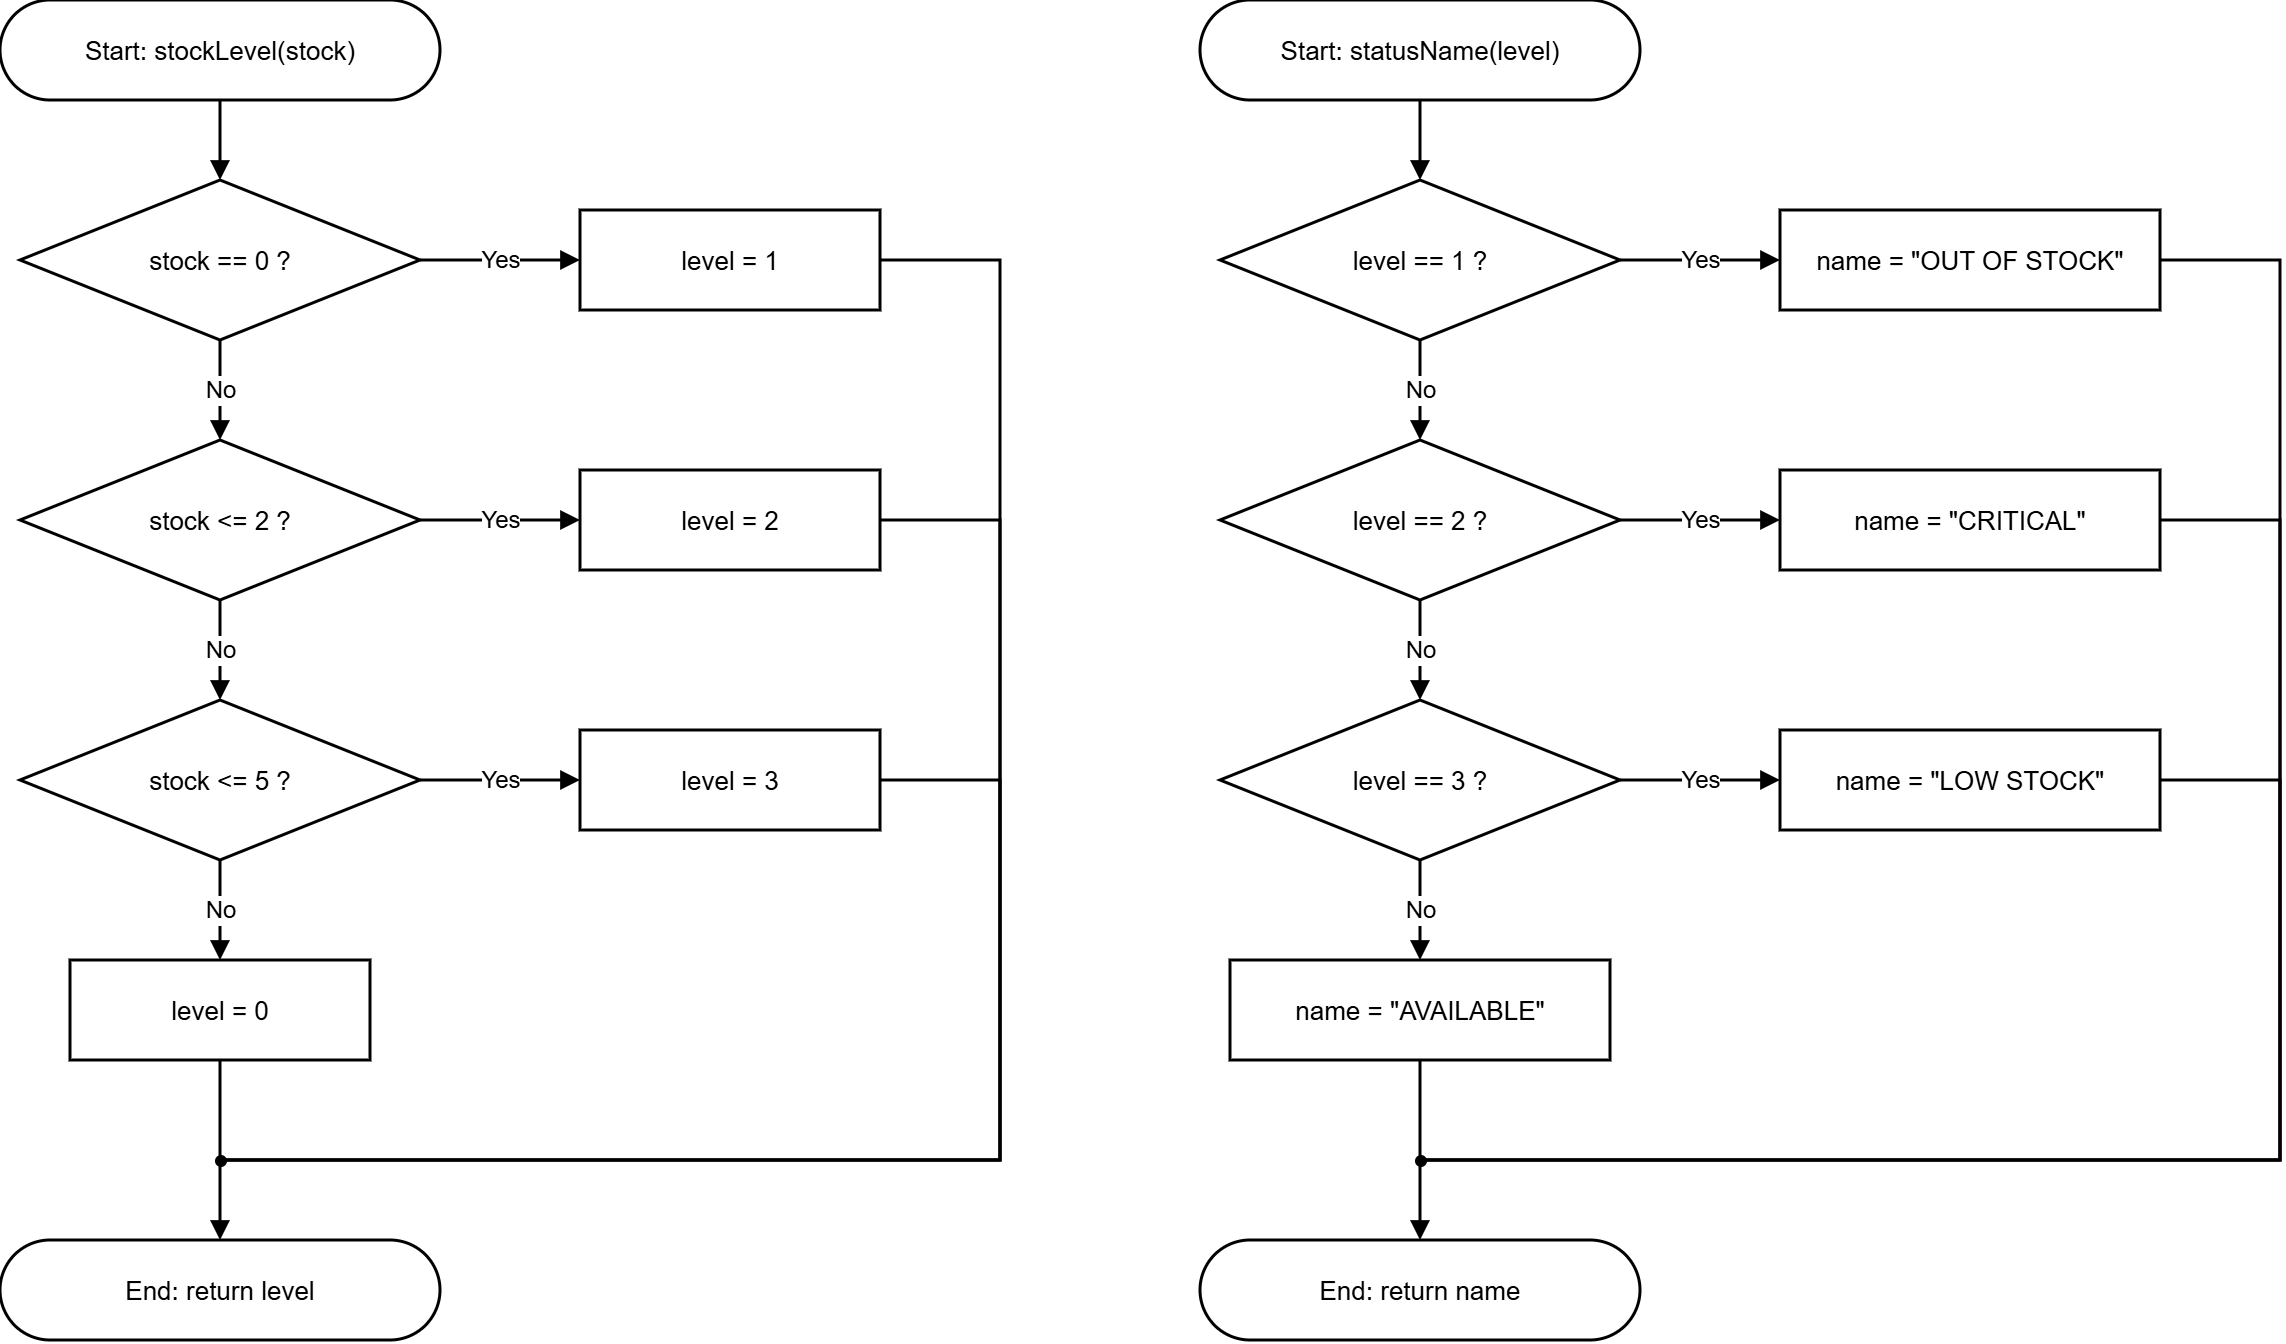 Start: stockLevel(stock)
stock == 0 ?
Yes
level = 1
No
stock <= 2 ?
Yes
level = 2
No
stock <= 5 ?
Yes
level = 3
No
level = 0
End: return level
Start: statusName(level)
level == 1 ?
Yes
name = "OUT OF STOCK"
No
level == 2 ?
Yes
name = "CRITICAL"
No
level == 3 ?
Yes
name = "LOW STOCK"
No
name = "AVAILABLE"
End: return name